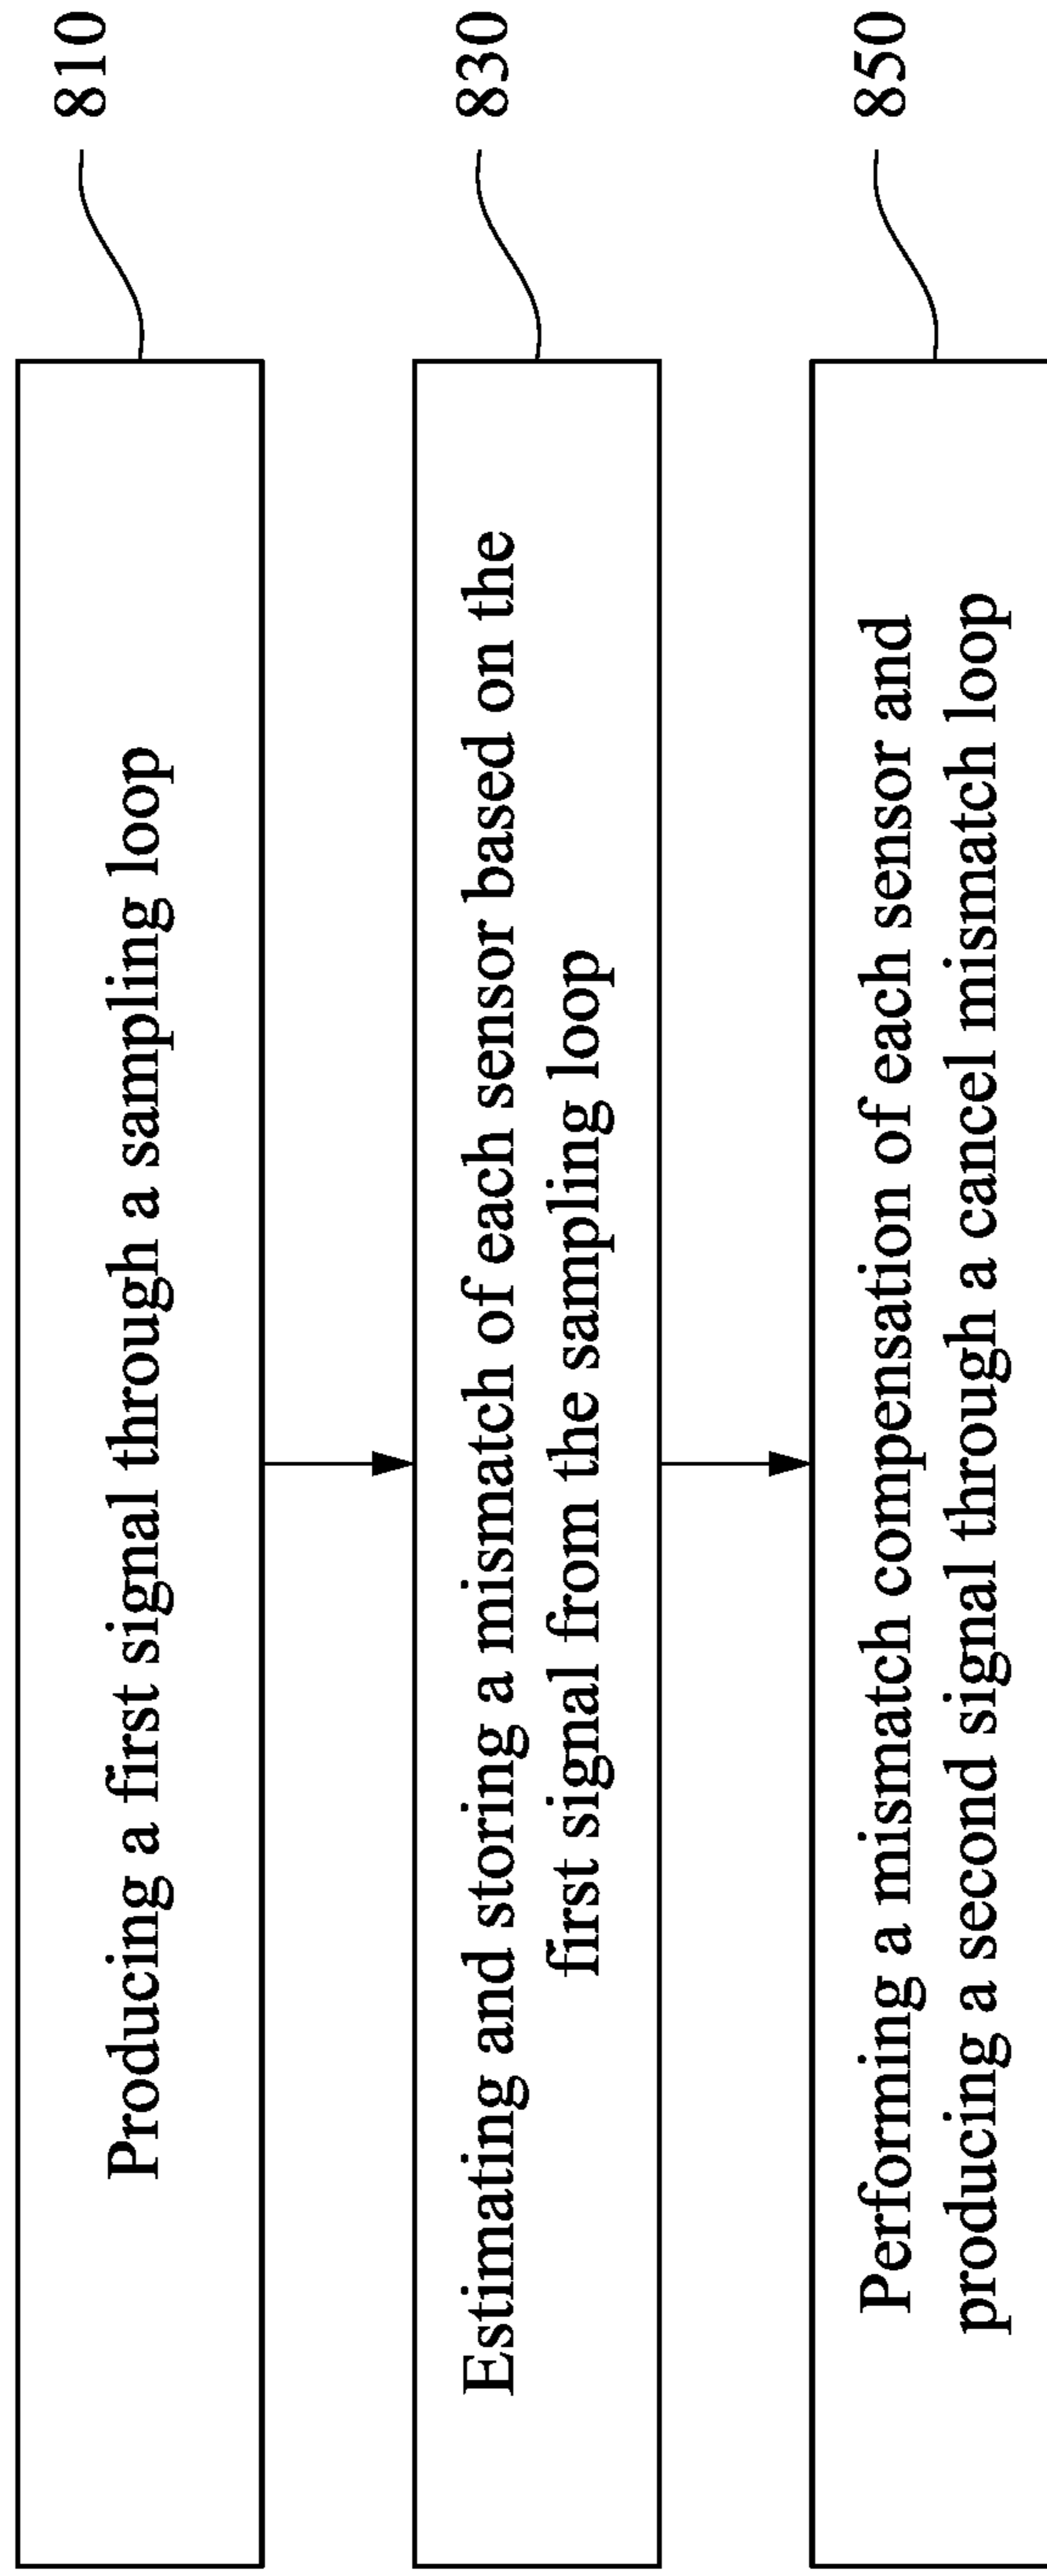 Producing a first signal through a sampling loop
810
Estimating and storing a mismatch of each sensor based on the
first signal from the sampling loop
830
Performing a mismatch compensation of each sensor and
producing a second signal through a cancel mismatch loop
850